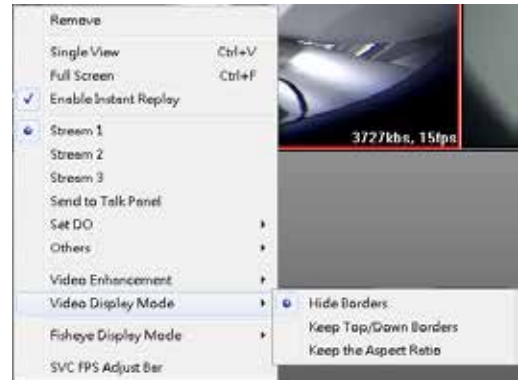 Remove
Single View Ctrl+V
Full Screen Ctrl+F
Enable Instant Replay
Stream 1
Stream 2
Stream 3
Send to Talk Panel
Set DO
Others
Video Enhancement
Video Display Mode
Fisheye Display Mode
SVC FPS Adjust Bar
3727kbs, 15fps
Hide Borders
Keep Top/Down Borders
Keep the Aspect Ratio